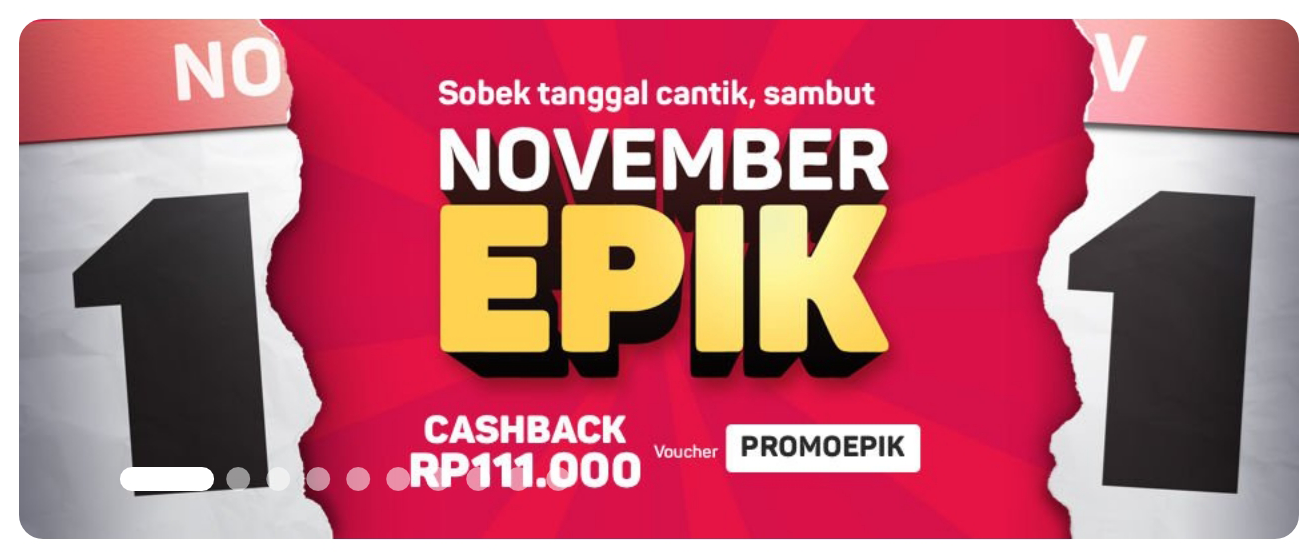 NO
V
1
1
Sobek tanggal cantik, sambut
NOVEMBER
EPIK
CASHBACK
RP111.000
Voucher
PROMOEPIK